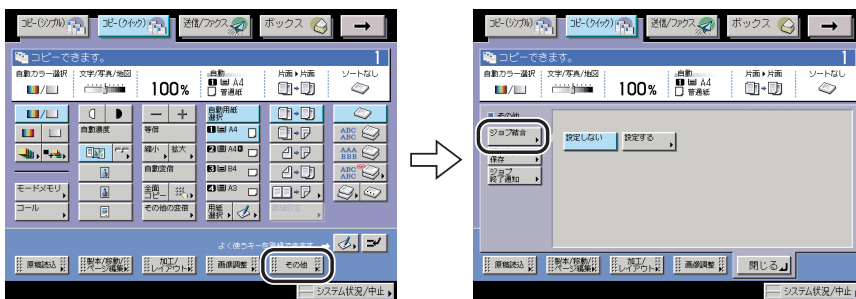 コピー(シンプル)
コピー(クイック)
送信/ファクス
ボックス
コピーできます。
1
自動カラー選択
文字/写真/地図
100%
自動
1 A4
普通紙
片面▶片面
ソートなし
自動濃度
等倍
縮小
拡大
自動変倍
全面コピー
その他の変倍
自動用紙選択
1 A4
2 A4
3 B4
4 A3
用紙選択
ABC
ABC
AAA
BBB
ABC
ABC
モードメモリ
コール
よく使うキーを登録できます。
原稿読込
製本/移動/ページ編集
加工/レイアウト
画像調整
その他
システム状況/中止
コピー(シンプル)
コピー(クイック)
送信/ファクス
ボックス
コピーできます。
1
自動カラー選択
文字/写真/地図
100%
自動
1 A4
普通紙
片面▶片面
ソートなし
その他
ジョブ結合
保存
ジョブ終了通知
設定しない
設定する
原稿読込
製本/移動/ページ編集
加工/レイアウト
画像調整
閉じる
システム状況/中止